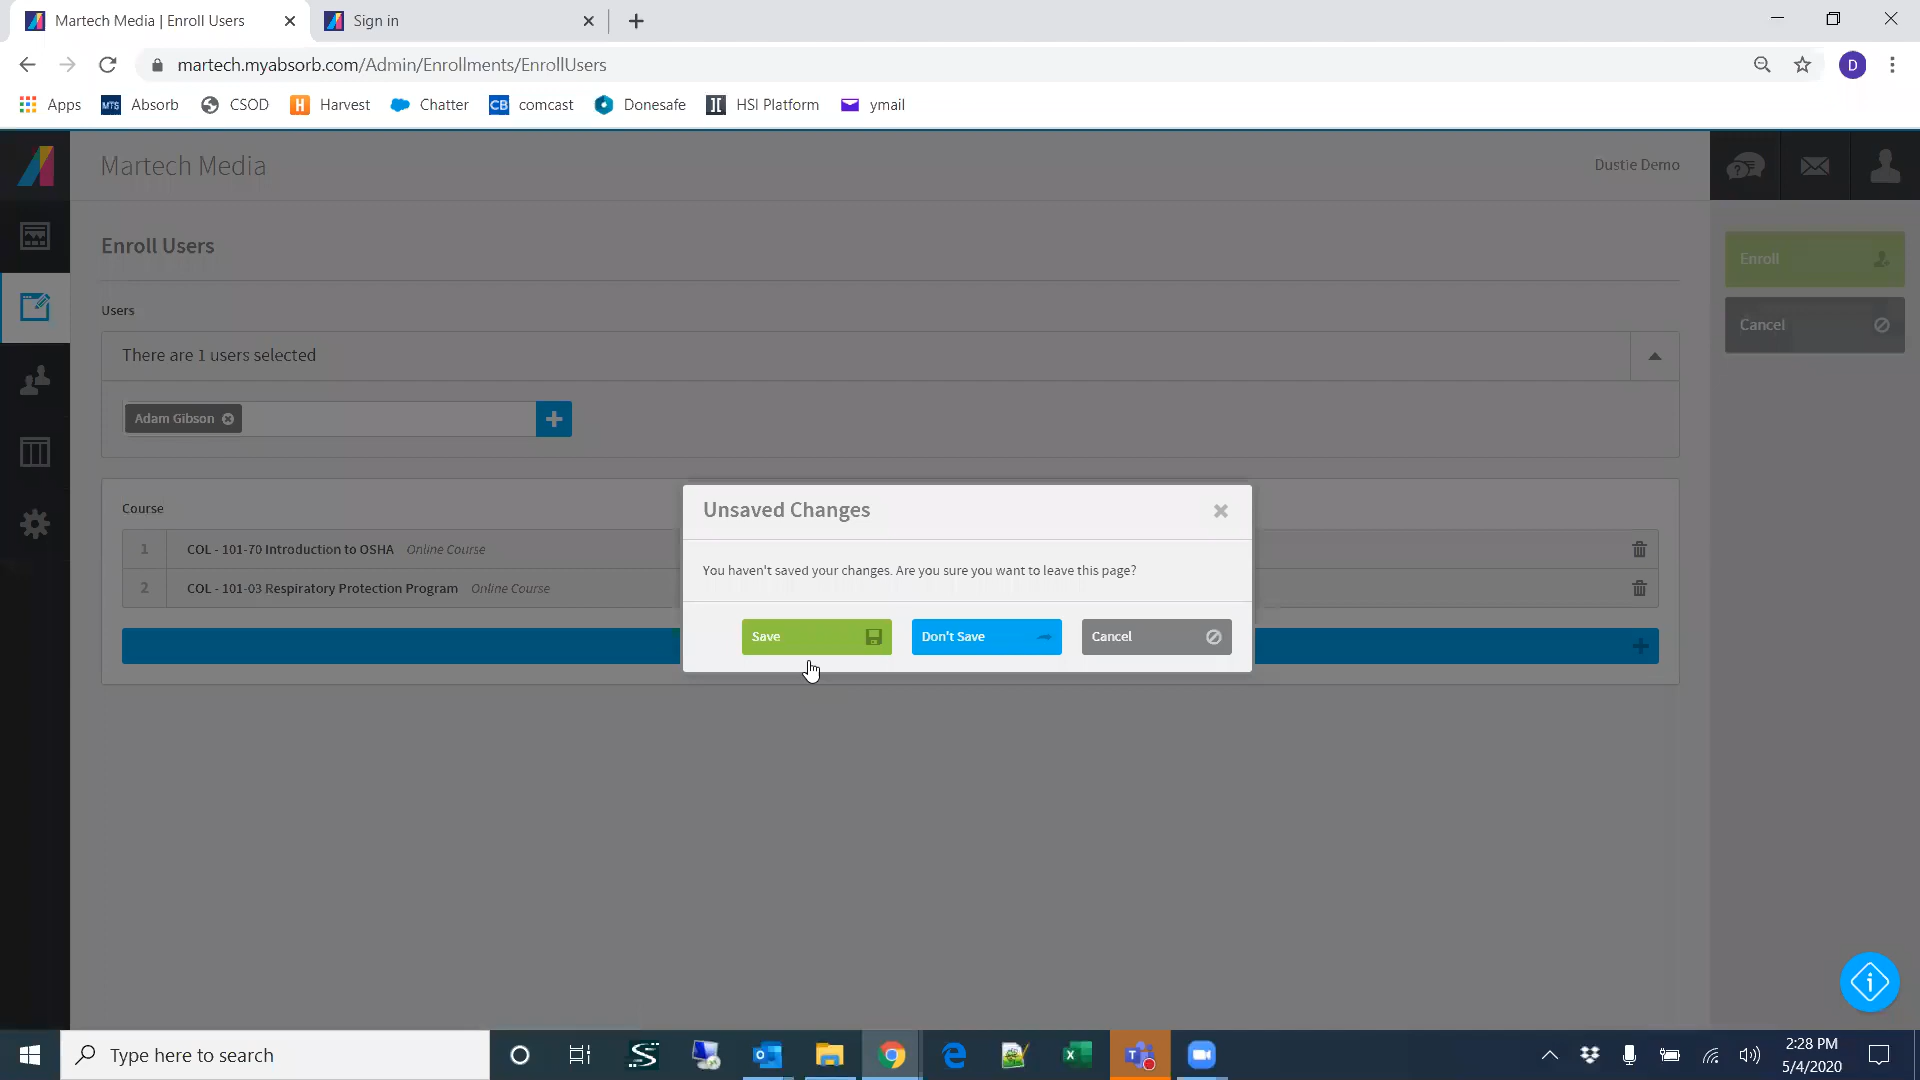 Martech Media | Enroll Users
Sign in
martech.myabsorb.com/Admin/Enrollments/EnrollUsers
D
Apps
MTS Absorb
CSOD
H Harvest
Chatter
CB comcast
Donesafe
HSI Platform
ymail
Martech Media
Dustie Demo
Enroll Users
Enroll
Cancel
Users
There are 1 users selected
Adam Gibson
Course
1 COL - 101-70 Introduction to OSHA Online Course
2 COL - 101-03 Respiratory Protection Program Online Course
Unsaved Changes
You haven't saved your changes. Are you sure you want to leave this page?
Save
Don't Save
Cancel
Type here to search
2:28 PM
5/4/2020